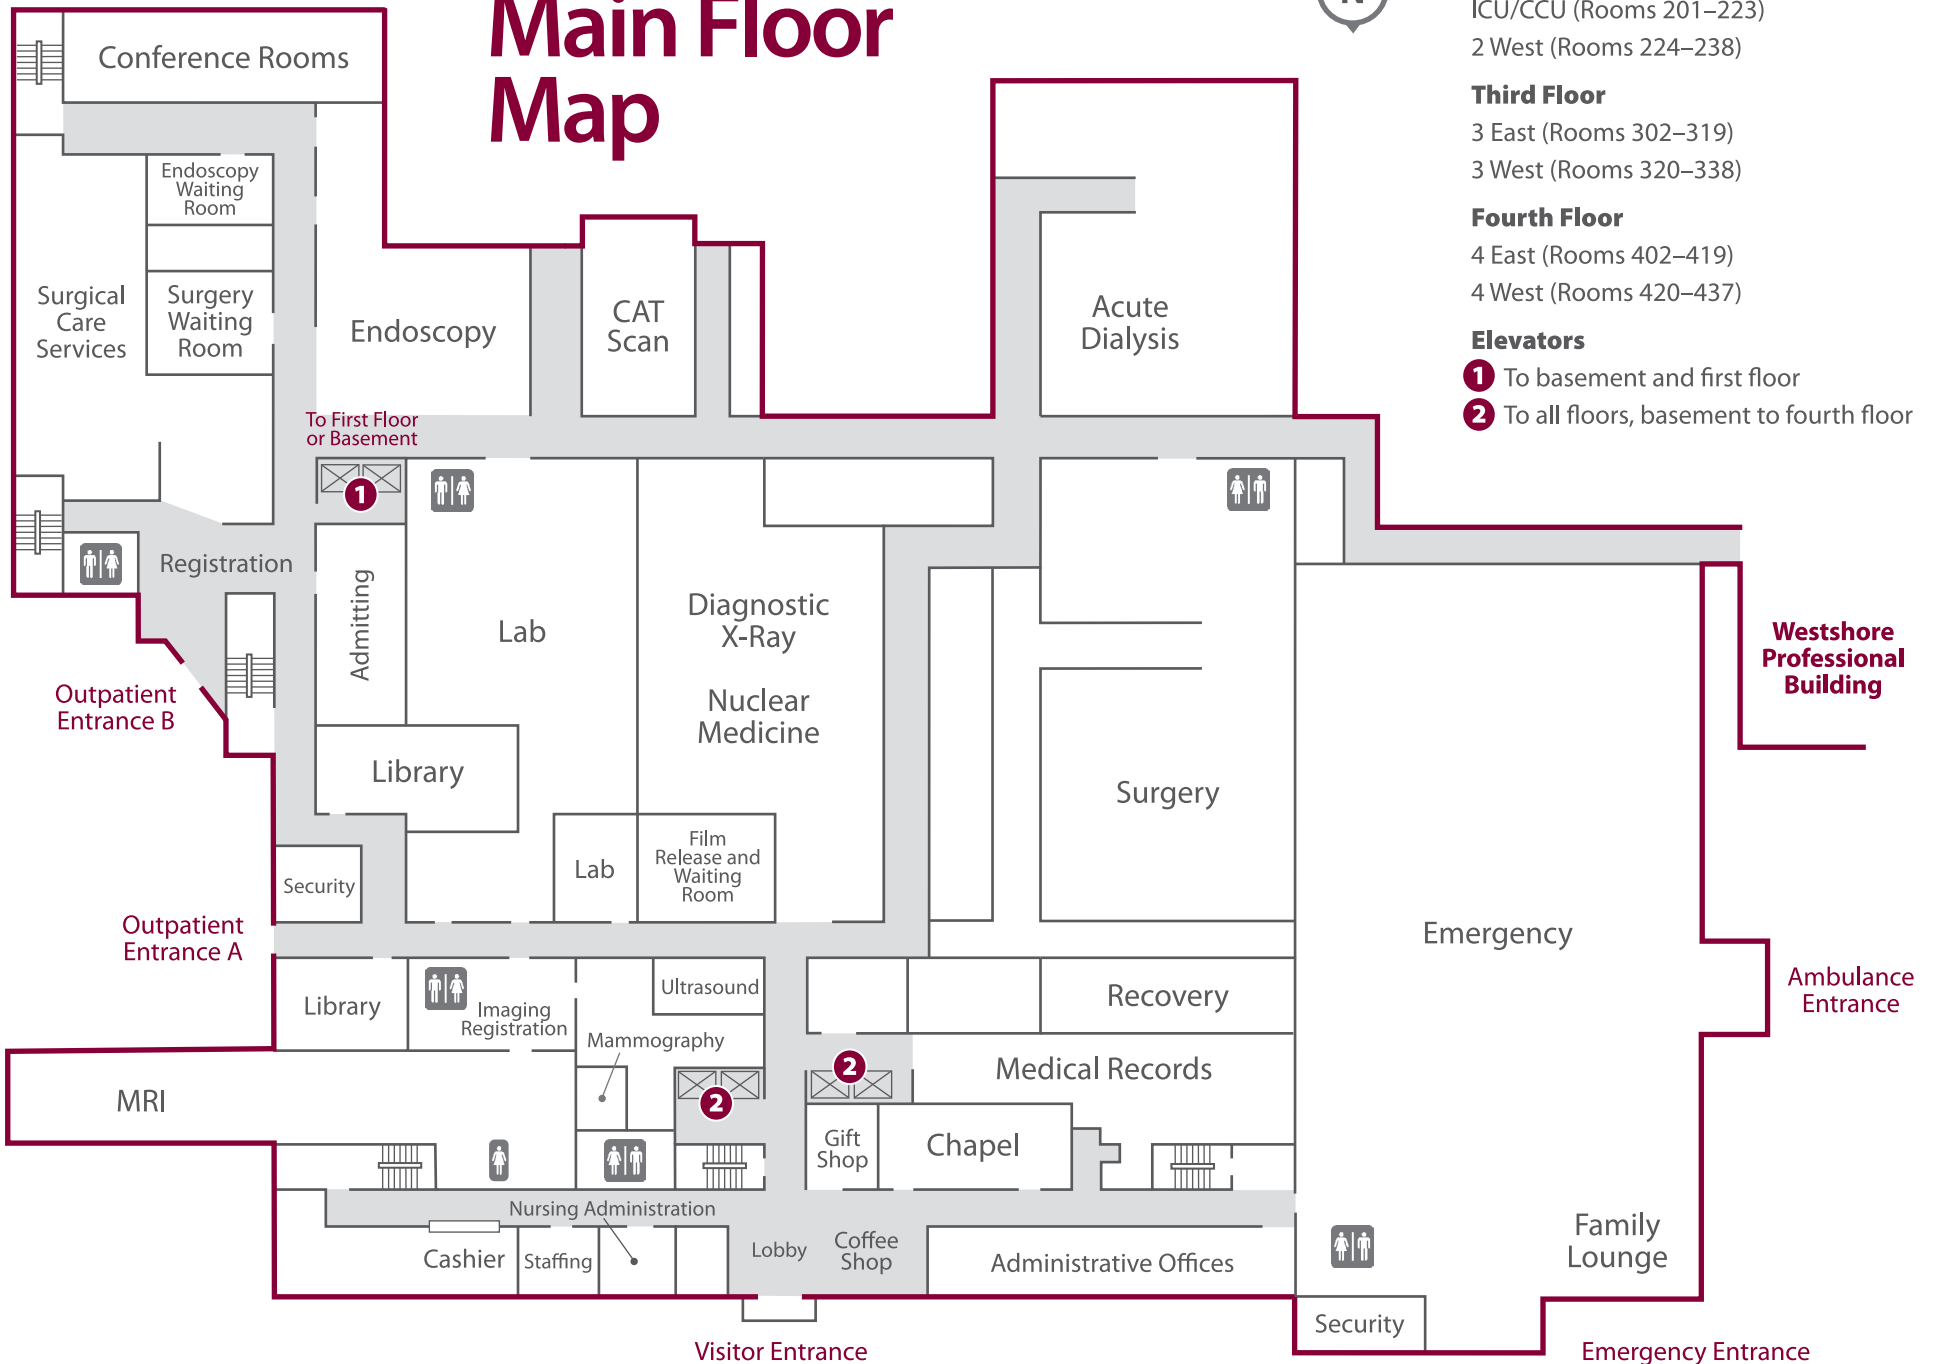 Main Floor
Map
N
ICU/CCU (Rooms 201–223)
2 West (Rooms 224–238)
Third Floor
3 East (Rooms 302–319)
3 West (Rooms 320–338)
Fourth Floor
4 East (Rooms 402–419)
4 West (Rooms 420–437)
Elevators
1 To basement and first floor
2 To all floors, basement to fourth floor
Conference Rooms
Endoscopy
Waiting
Room
Surgical
Care
Services
Surgery
Waiting
Room
Endoscopy
CAT
Scan
Acute
Dialysis
To First Floor
or Basement
1
Registration
Admitting
Lab
Diagnostic
X-Ray
Nuclear
Medicine
Westshore
Professional
Building
Outpatient
Entrance B
Library
Surgery
Lab
Film
Release and
Waiting
Room
Security
Outpatient
Entrance A
Emergency
Library
Imaging
Registration
Ultrasound
Mammography
Recovery
Ambulance
Entrance
MRI
2
2
Medical Records
Gift
Shop
Chapel
Nursing Administration
Cashier
Staffing
Lobby
Coffee
Shop
Administrative Offices
Family
Lounge
Security
Visitor Entrance
Emergency Entrance